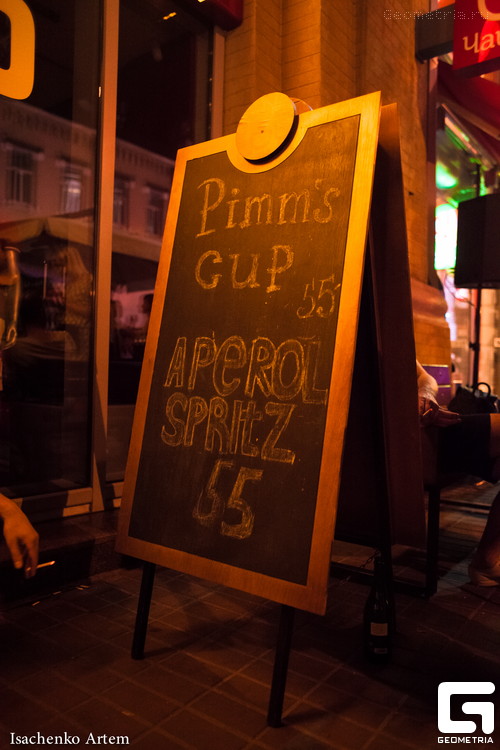 Geometria.ru
Pimm's
cup
55
APEROL
SPRITZ
55
Isachenko Artem
GEOMETRIA